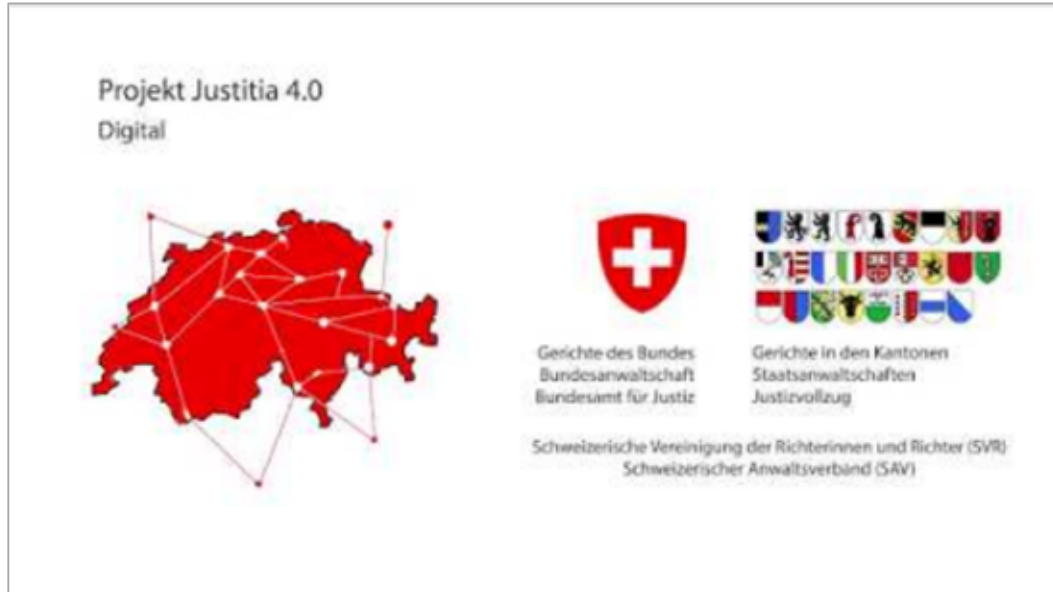 Projekt Justitia 4.0
Digital
Gerichte des Bundes
Bundesanwaltschaft
Bundesamt für Justiz
Gerichte in den Kantonen
Staatsanwaltschaften
Justizvollzug
Schweizerische Vereinigung der Richterinnen und Richter (SVR)
Schweizerischer Anwaltsverband (SAV)